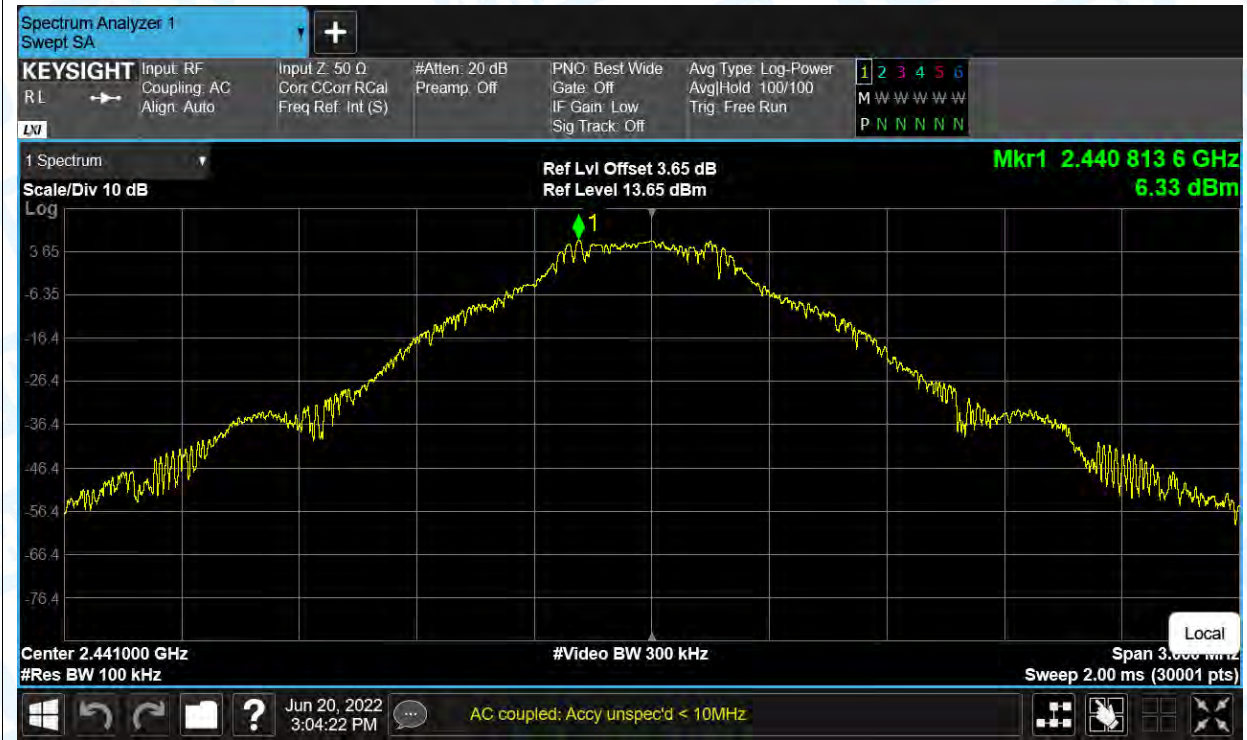 Spectrum Analyzer 1
Swept SA
KEYSIGHT
R L
LXI
Input: RF
Coupling: AC
Align: Auto
Input Z: 50 Ω
Corr CCorr RCal
Freq Ref: Int (S)
#Atten: 20 dB
Preamp: Off
PNO: Best Wide
Gate: Off
IF Gain: Low
Sig Track: Off
Avg Type: Log-Power
Avg|Hold: 100/100
Trig: Free Run
1 2 3 4 5 6
M W W W W W
P N N N N N N
1 Spectrum
Scale/Div 10 dB
Log
Ref Lvl Offset 3.65 dB
Ref Level 13.65 dBm
Mkr1 2.440 813 6 GHz
6.33 dBm
1
3.65
-6.35
-16.4
-26.4
-36.4
-46.4
-56.4
-66.4
-76.4
Local
Center 2.441000 GHz
#Res BW 100 kHz
#Video BW 300 kHz
Span 3.000 MHz
Sweep 2.00 ms (30001 pts)
?
Jun 20, 2022
3:04:22 PM
AC coupled: Accy unspec'd < 10MHz